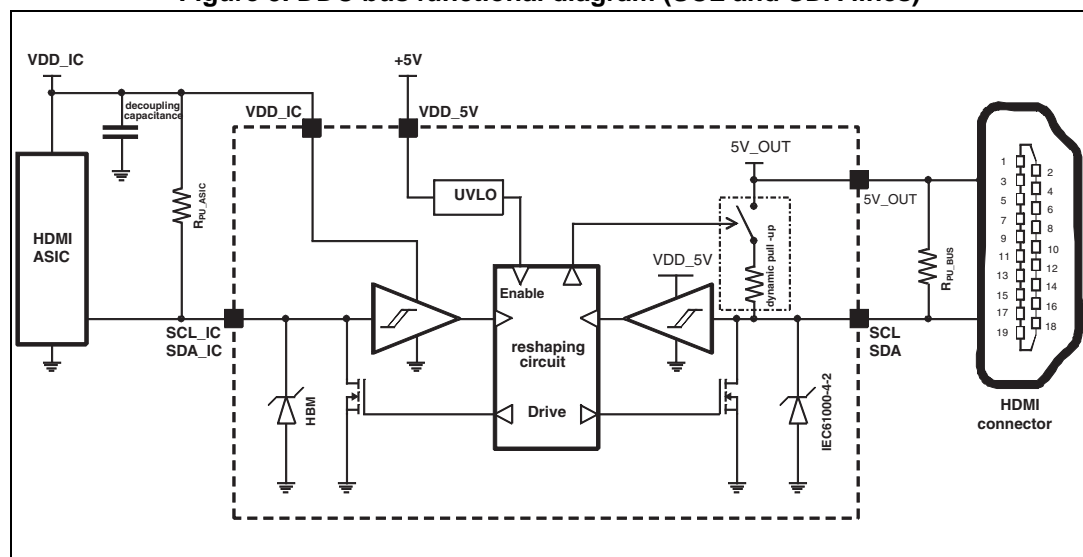 Figure DDC bus functional diagram (SCL and SDA lines)
VDD_IC
+5V
decoupling
capacitance
VDD_IC
VDD_5V
5V_OUT
5V_OUT
UVLO
RPU_ASIC
HDMI
ASIC
VDD_5V
dynamic pull -up
RPU_BUS
Enable
SCL_IC
SDA_IC
reshaping
circuit
SCL
SDA
Drive
HBM
IEC61000-4-2
1
2
3
4
5
6
7
8
9
10
11
12
13
14
15
16
17
18
19
HDMI
connector